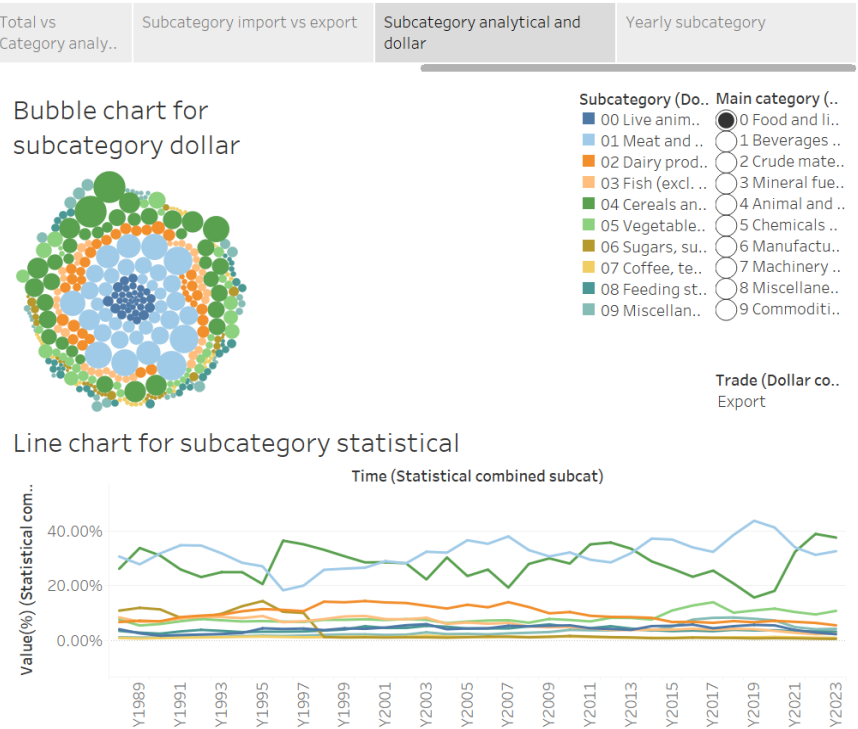 Total vs
Category analy..
Subcategory import vs export
Subcategory analytical and
dollar
Yearly subcategory
Bubble chart for
subcategory dollar
Subcategory (Do..
00 Live anim..
01 Meat and ..
02 Dairy prod..
03 Fish (excl. ..
04 Cereals an..
05 Vegetable..
06 Sugars, su..
07 Coffee, te..
08 Feeding st..
09 Miscellan..
Main category (..
0 Food and li..
1 Beverages ..
2 Crude mate..
3 Mineral fue..
4 Animal and ..
5 Chemicals ..
6 Manufactu..
7 Machinery ..
8 Miscellane..
9 Commoditi..
Trade (Dollar co..
Export
Line chart for subcategory statistical
Time (Statistical combined subcat)
Value(%) (Statistical com..
40.00%
20.00%
0.00%
Y1989
Y1991
Y1993
Y1995
Y1997
Y1999
Y2001
Y2003
Y2005
Y2007
Y2009
Y2011
Y2013
Y2015
Y2017
Y2019
Y2021
Y2023